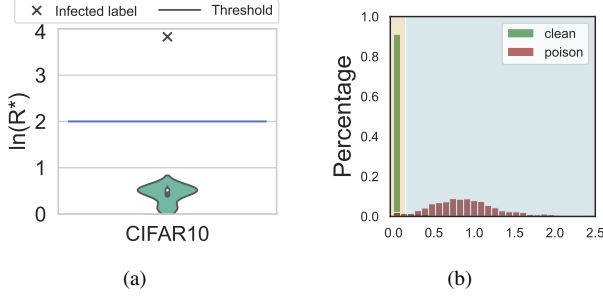 Infected label
Threshold
ln(R*)
4
3
2
1
0
CIFAR10
(a)
clean
poison
Percentage
1.0
0.8
0.6
0.4
0.2
0.0
0.0 0.5 1.0 1.5 2.0 2.5
(b)